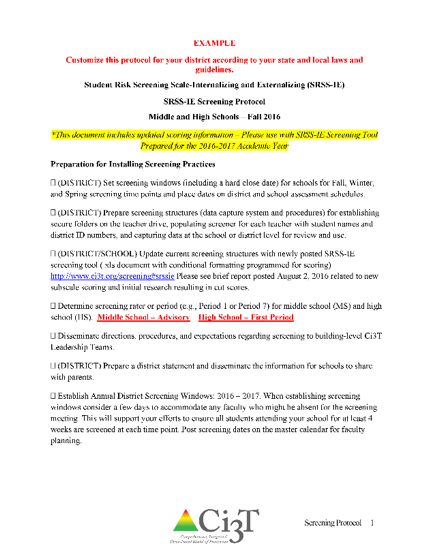 EXAMPLE
Customize this protocol for your district according to your state and local laws and
guidelines.
Student Risk Screening Scale-Internalizing and Externalizing (SRSS-IE)
SRSS-IE Screening Protocol
Middle and High Schools – Fall 2016
*This document includes updated scoring information – Please use with SRSS-IE Screening Tool
Prepared for the 2016-2017 Academic Year
Preparation for Installing Screening Practices
☐ (DISTRICT) Set screening windows (including a hard close date) for schools for Fall, Winter,
and Spring screening time points and place dates on district and school assessment schedules.
☐ (DISTRICT) Prepare screening structures (data capture system and procedures) for establishing
secure folders on the teacher drive, populating screener for each teacher with student names and
district ID numbers, and capturing data at the school or district level for review and use.
☐ (DISTRICT/SCHOOL) Update current screening structures with newly posted SRSS-IE
screening tool (.xls document with conditional formatting programmed for scoring)
http://www.ci3t.org/screening#srssie Please see brief report posted August 2, 2016 related to new
subscale scoring and initial research resulting in cut scores.
☐ Determine screening rater or period (e.g., Period 1 or Period 7) for middle school (MS) and high
school (HS). Middle School – Advisory High School – First Period
☐ Disseminate directions, procedures, and expectations regarding screening to building-level Ci3T
Leadership Teams.
☐ (DISTRICT) Prepare a district statement and disseminate the information for schools to share
with parents.
☐ Establish Annual District Screening Windows: 2016 – 2017. When establishing screening
windows consider a few days to accommodate any faculty who might be absent for the screening
meeting. This will support your efforts to ensure all students attending your school for at least 4
weeks are screened at each time point. Post screening dates on the master calendar for faculty
planning.
Ci3T
Comprehensive, Integrated,
Three-Tiered Model of Prevention
Screening Protocol 1